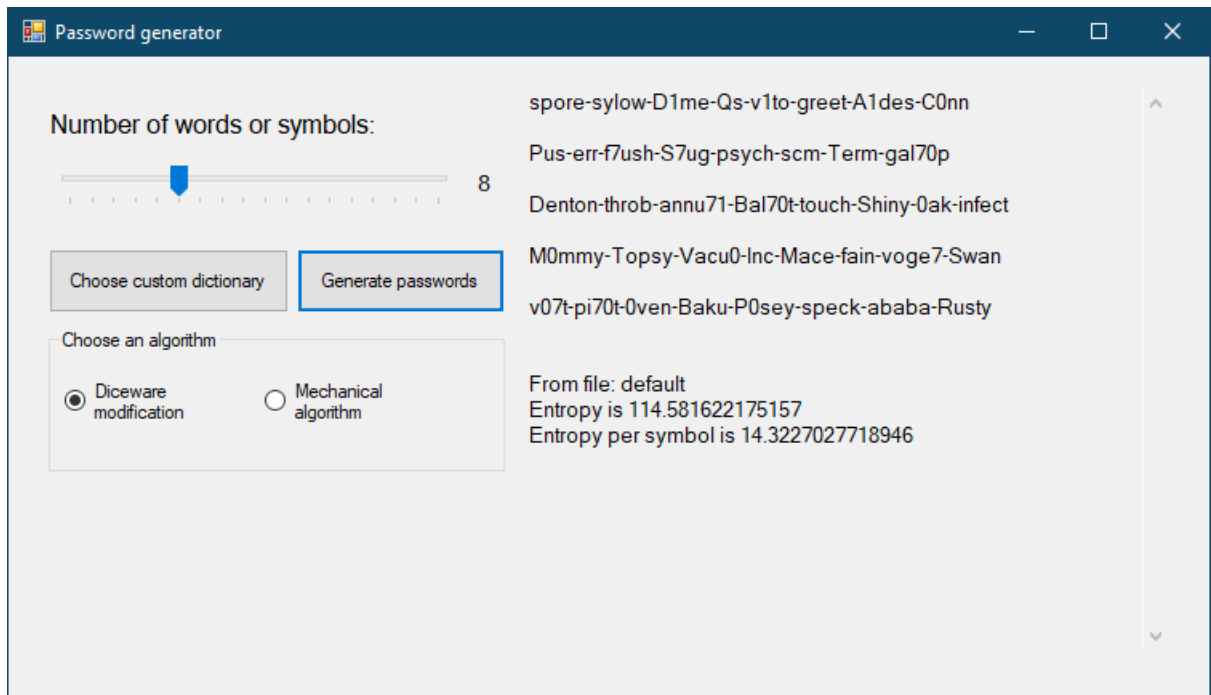 Password generator
Number of words or symbols:
8
Choose custom dictionary
Generate passwords
Choose an algorithm
Diceware
modification
Mechanical
algorithm
spore-sylow-D1me-Qs-v1to-greet-A1des-C0nn
Pus-err-f7ush-S7ug-psych-scm-Term-gal70p
Denton-throb-annu71-Bal70t-touch-Shiny-0ak-infect
M0mmy-Topsy-Vacu0-Inc-Mace-fain-voge7-Swan
v07t-pi70t-0ven-Baku-P0sey-speck-ababa-Rusty
From file: default
Entropy is 114.581622175157
Entropy per symbol is 14.3227027718946